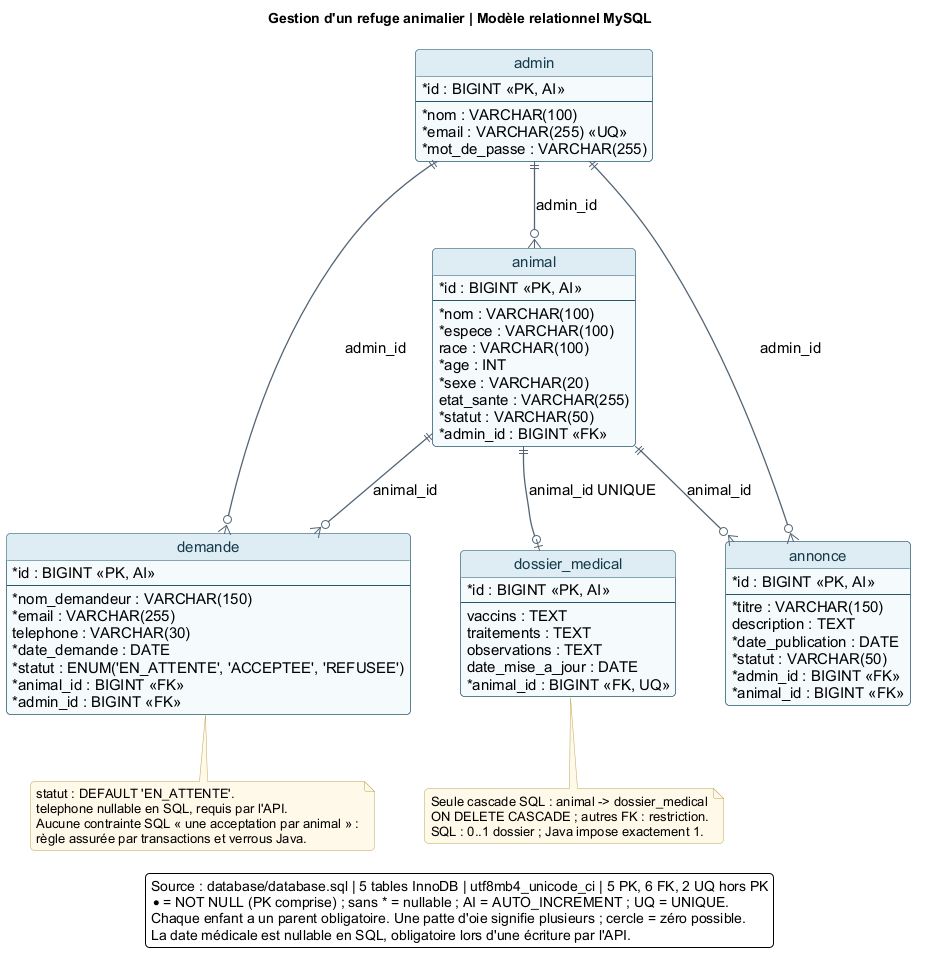 Gestion d'un refuge animalier | Modèle relationnel MySQL
admin
*id : BIGINT «PK, AI»
*nom : VARCHAR(100)
*email : VARCHAR(255) «UQ»
*mot_de_passe : VARCHAR(255)
admin_id
animal
*id : BIGINT «PK, AI»
*nom : VARCHAR(100)
*espece : VARCHAR(100)
race : VARCHAR(100)
*age : INT
*sexe : VARCHAR(20)
etat_sante : VARCHAR(255)
*statut : VARCHAR(50)
*admin_id : BIGINT «FK»
admin_id
admin_id
animal_id
animal_id UNIQUE
animal_id
demande
*id : BIGINT «PK, AI»
*nom_demandeur : VARCHAR(150)
*email : VARCHAR(255)
telephone : VARCHAR(30)
*date_demande : DATE
*statut : ENUM('EN_ATTENTE', 'ACCEPTEE', 'REFUSEE')
*animal_id : BIGINT «FK»
*admin_id : BIGINT «FK»
dossier_medical
*id : BIGINT «PK, AI»
vaccins : TEXT
traitements : TEXT
observations : TEXT
date_mise_a_jour : DATE
*animal_id : BIGINT «FK, UQ»
annonce
*id : BIGINT «PK, AI»
*titre : VARCHAR(150)
description : TEXT
*date_publication : DATE
*statut : VARCHAR(50)
*admin_id : BIGINT «FK»
*animal_id : BIGINT «FK»
statut : DEFAULT 'EN_ATTENTE'.
telephone nullable en SQL, requis par l'API.
Aucune contrainte SQL « une acceptation par animal » :
règle assurée par transactions et verrous Java.
Seule cascade SQL : animal -> dossier_medical
ON DELETE CASCADE ; autres FK : restriction.
SQL : 0..1 dossier ; Java impose exactement 1.
Source : database/database.sql | 5 tables InnoDB | utf8mb4_unicode_ci | 5 PK, 6 FK, 2 UQ hors PK
• = NOT NULL (PK comprise) ; sans * = nullable ; AI = AUTO_INCREMENT ; UQ = UNIQUE.
Chaque enfant a un parent obligatoire. Une patte d'oie signifie plusieurs ; cercle = zéro possible.
La date médicale est nullable en SQL, obligatoire lors d'une écriture par l'API.